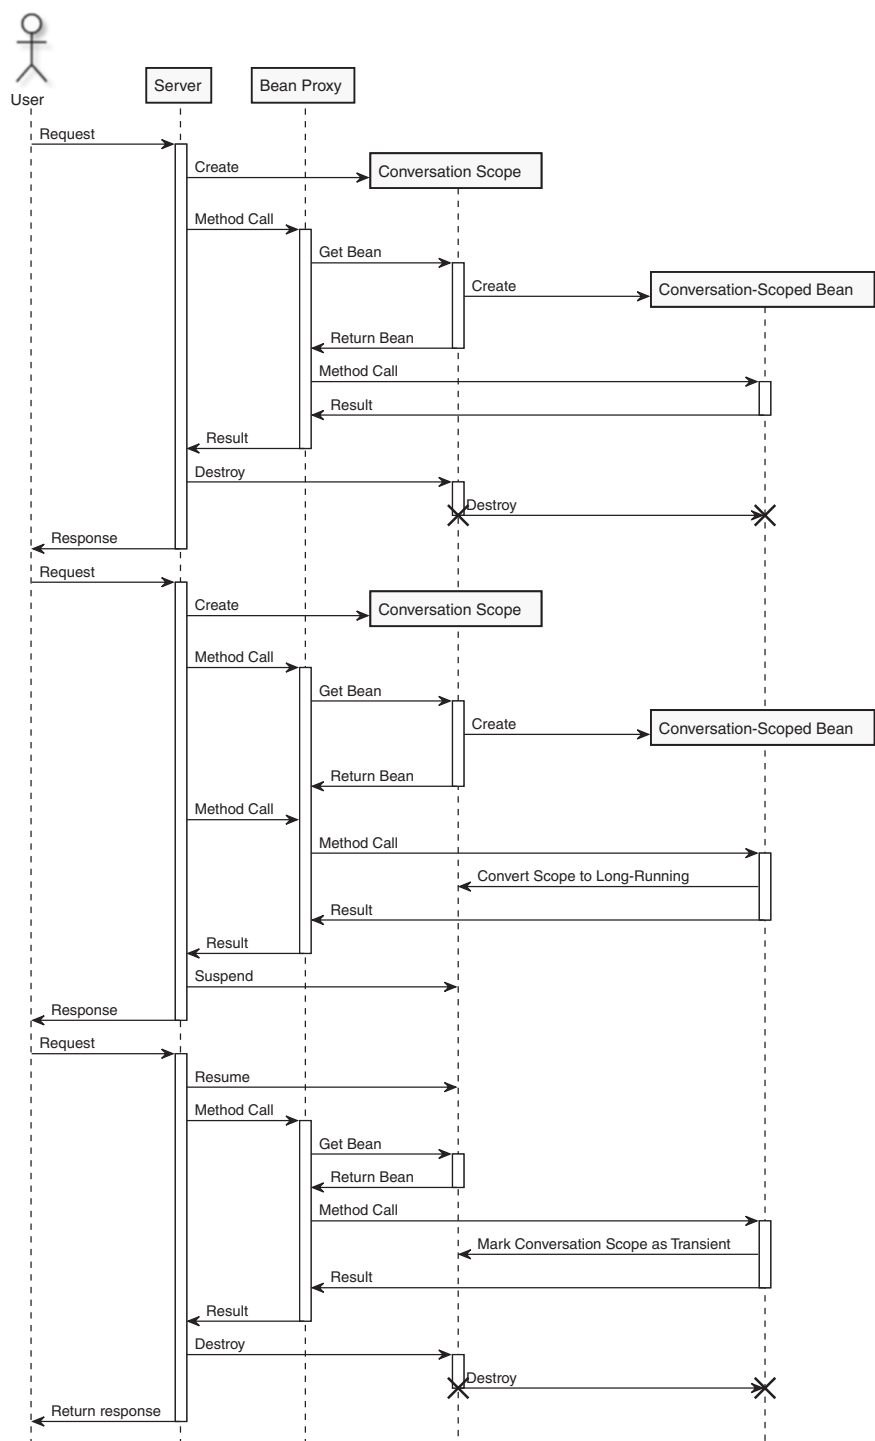 User
Server
Bean Proxy
Request
Create
Conversation Scope
Method Call
Get Bean
Create
Conversation-Scoped Bean
Return Bean
Method Call
Result
Result
Destroy
Destroy
Response
Request
Create
Conversation Scope
Method Call
Get Bean
Create
Conversation-Scoped Bean
Return Bean
Method Call
Method Call
Convert Scope to Long-Running
Result
Result
Suspend
Response
Request
Resume
Method Call
Get Bean
Return Bean
Method Call
Mark Conversation Scope as Transient
Result
Result
Destroy
Destroy
Return response